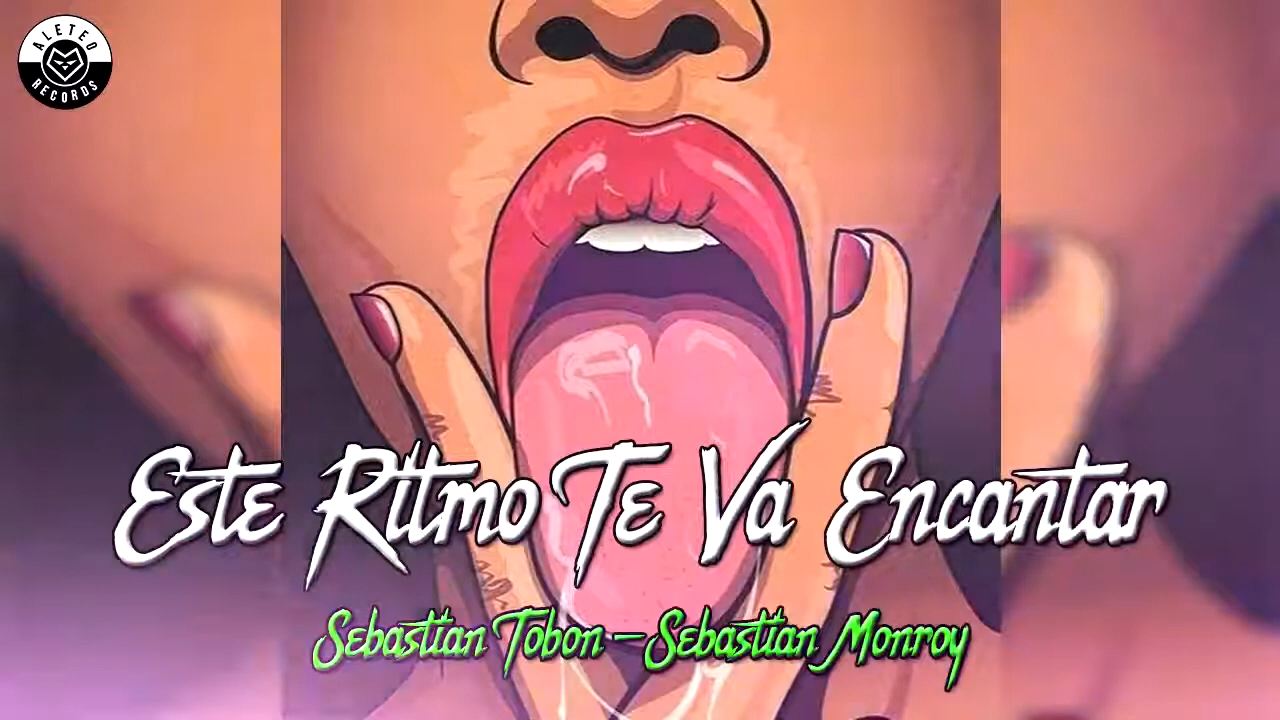 ALETEO
RECORDS
Este Ritmo Te Va Encantar
Sebastian Tobon - Sebastian Monroy